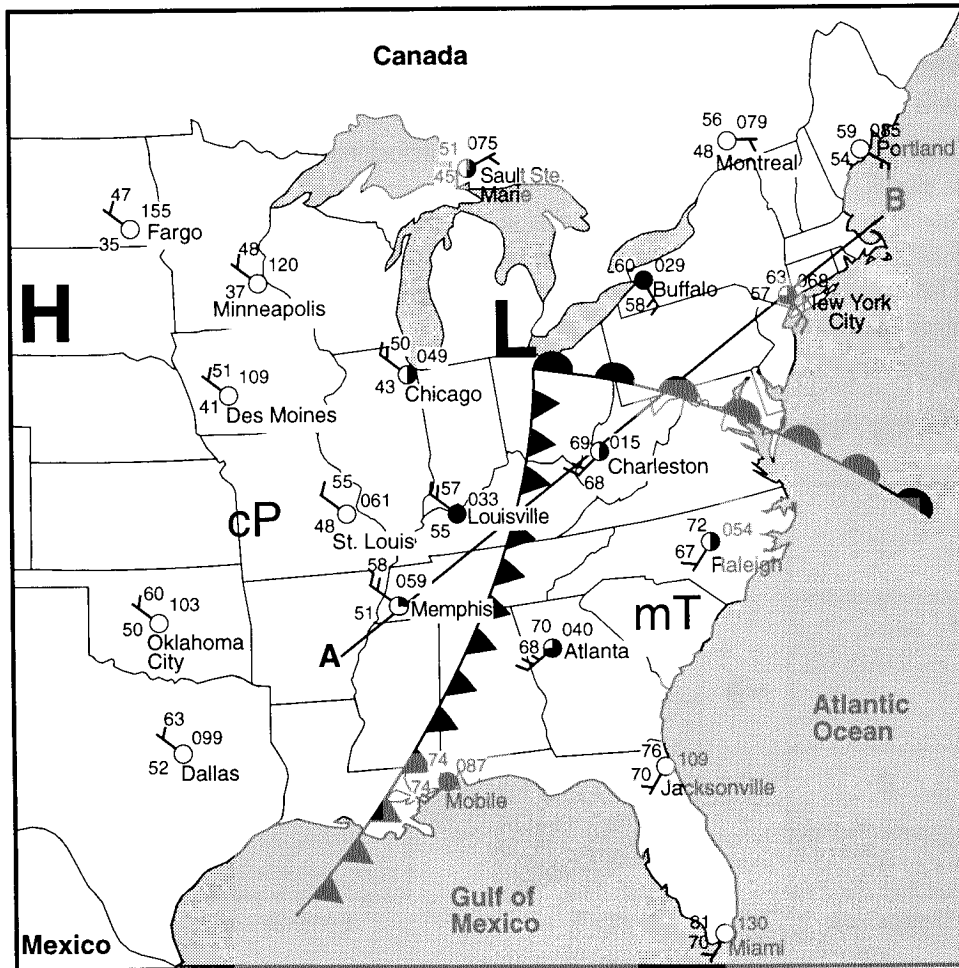 Canada
56 079
48 Montreal
59 085
54 Portland
51 075
45 Sault Ste.
Marie
B
47
155
35 Fargo
48
120
37
Minneapolis
H
60 029
58 Buffalo
63 068
57 New York
City
L
50
049
43 Chicago
51
109
41
Des Moines
69 015
68 Charleston
55
061
48
St. Louis
57
033
55 Louisville
cP
72 054
67 Raleigh
58
059
51 Memphis
A
60
103
50
Oklahoma
City
mT
70 040
68 Atlanta
63
099
52 Dallas
74 087
74 Mobile
76 109
70 Jacksonville
Atlantic
Ocean
Gulf of
Mexico
81 130
70 Miami
Mexico